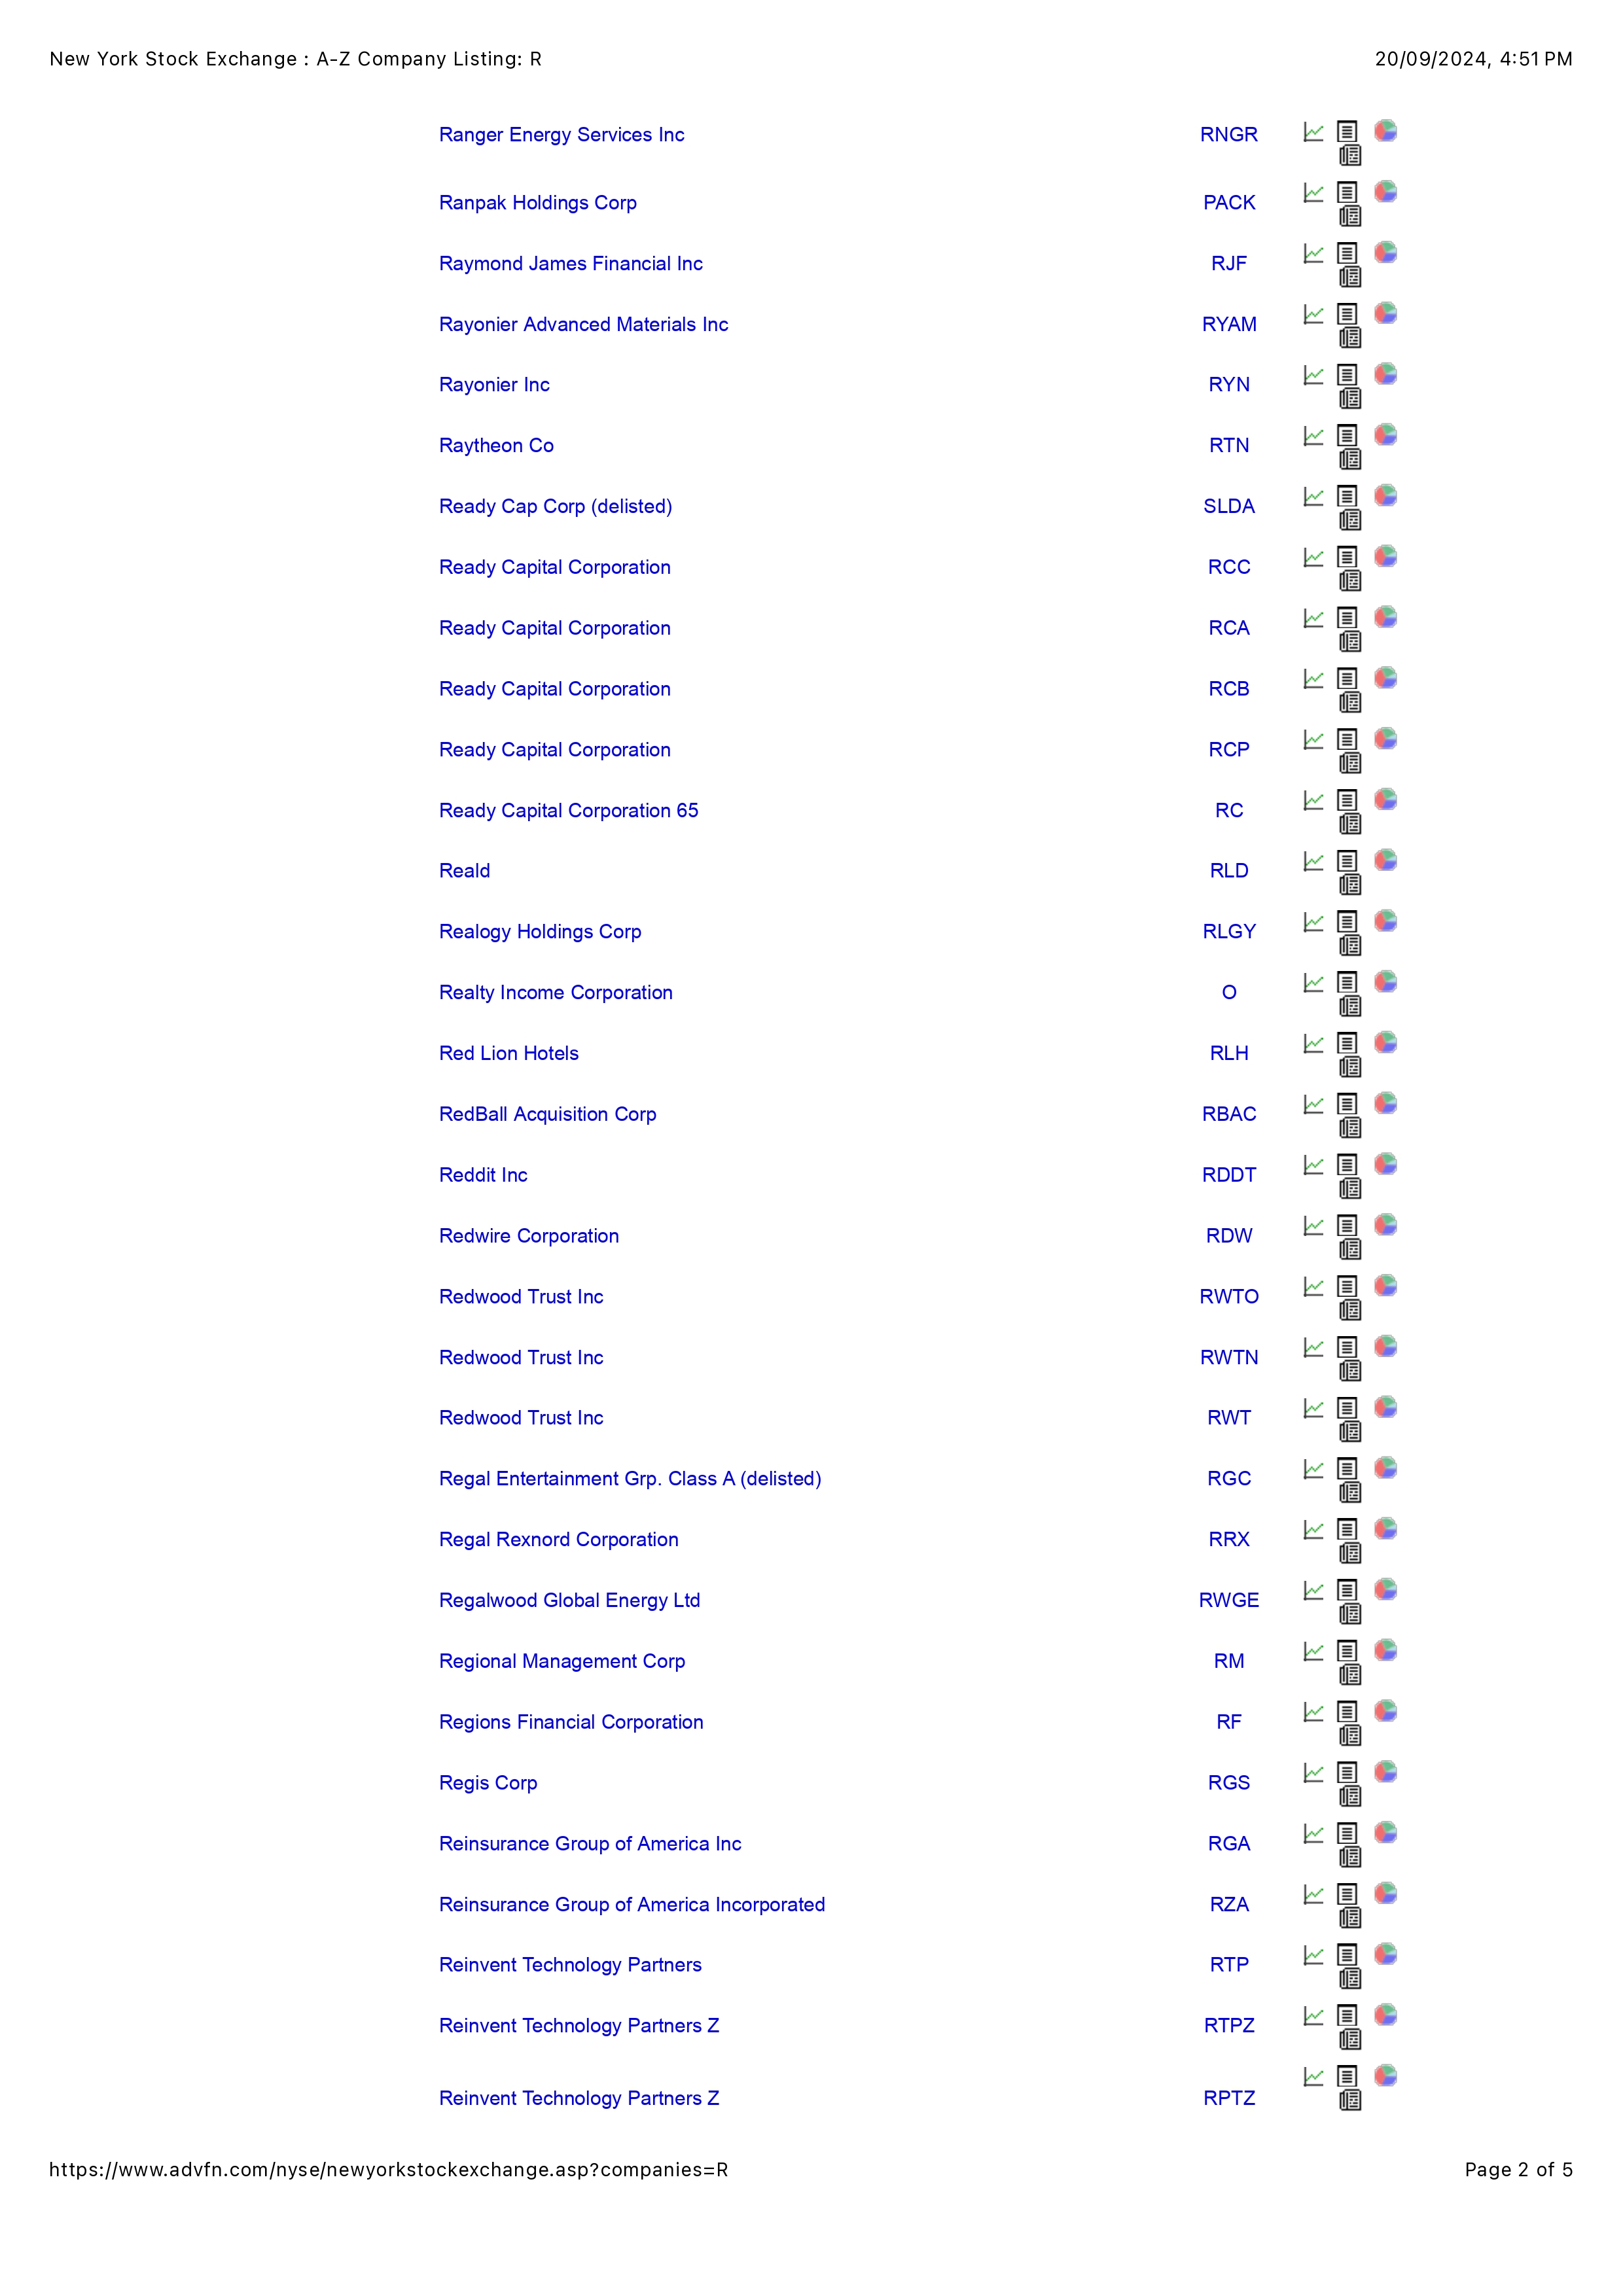 New York Stock Exchange : A-Z Company Listing: R 20/09/2024, 4:51 PM
Ranger Energy Services Inc RNGR
Ranpak Holdings Corp PACK
Raymond James Financial Inc RJF
Rayonier Advanced Materials Inc RYAM
Rayonier Inc RYN
Raytheon Co RTN
Ready Cap Corp (delisted) SLDA
Ready Capital Corporation RCC
Ready Capital Corporation RCA
Ready Capital Corporation RCB
Ready Capital Corporation RCP
Ready Capital Corporation 65 RC
Reald RLD
Realogy Holdings Corp RLGY
Realty Income Corporation O
Red Lion Hotels RLH
RedBall Acquisition Corp RBAC
Reddit Inc RDDT
Redwire Corporation RDW
Redwood Trust Inc RWTO
Redwood Trust Inc RWTN
Redwood Trust Inc RWT
Regal Entertainment Grp. Class A (delisted) RGC
Regal Rexnord Corporation RRX
Regalwood Global Energy Ltd RWGE
Regional Management Corp RM
Regions Financial Corporation RF
Regis Corp RGS
Reinsurance Group of America Inc RGA
Reinsurance Group of America Incorporated RZA
Reinvent Technology Partners RTP
Reinvent Technology Partners Z RTPZ
Reinvent Technology Partners Z RPTZ
https://www.advfn.com/nyse/newyorkstockexchange.asp?companies=R Page 2 of 5